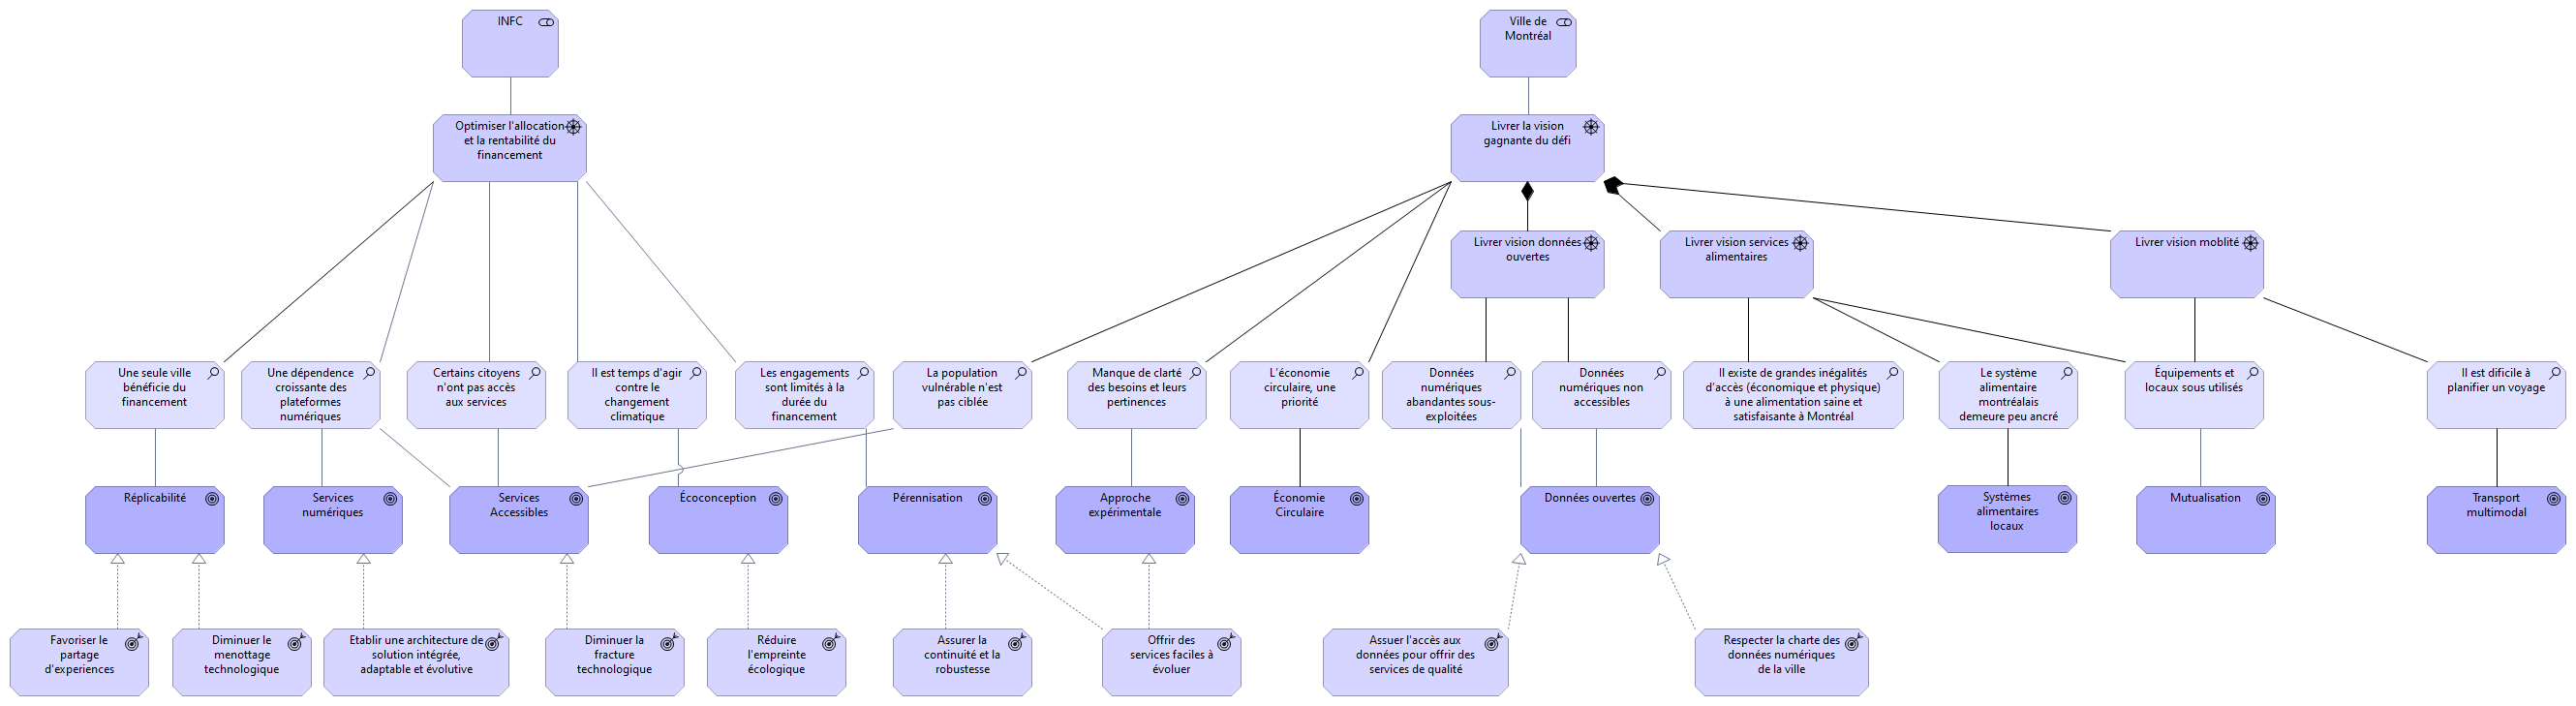 INFC
Ville de
Montréal
Optimiser l'allocation
et la rentabilité du
financement
Livrer la vision
gagnante du défi
Livrer vision données
ouvertes
Livrer vision services
alimentaires
Livrer vision moblité
Une seule ville
bénéficie du
financement
Une dépendence
croissante des
plateformes
numériques
Certains citoyens
n'ont pas accès
aux services
Il est temps d'agir
contre le
changement
climatique
Les engagements
sont limités à la
durée du
financement
La population
vulnérable n'est
pas ciblée
Manque de clarté
des besoins et leurs
pertinences
L'économie
circulaire, une
priorité
Données
numériques
abandantes sous-
exploitées
Données
numériques non
accessibles
Il existe de grandes inégalités
d'accès (économique et physique)
à une alimentation saine et
satisfaisante à Montréal
Le système
alimentaire
montréalais
demeure peu ancré
Équipements et
locaux sous utilisés
Il est dificile à
planifier un voyage
Réplicabilité
Services
numériques
Services
Accessibles
Écoconception
Pérennisation
Approche
expérimentale
Économie
Circulaire
Données ouvertes
Systèmes
alimentaires
locaux
Mutualisation
Transport
multimodal
Favoriser le
partage
d'experiences
Diminuer le
menottage
technologique
Etablir une architecture de
solution intégrée,
adaptable et évolutive
Diminuer la
fracture
technologique
Réduire
l'empreinte
écologique
Assurer la
continuité et la
robustesse
Offrir des
services faciles à
évoluer
Assuer l'accès aux
données pour offrir des
services de qualité
Respecter la charte des
données numériques
de la ville